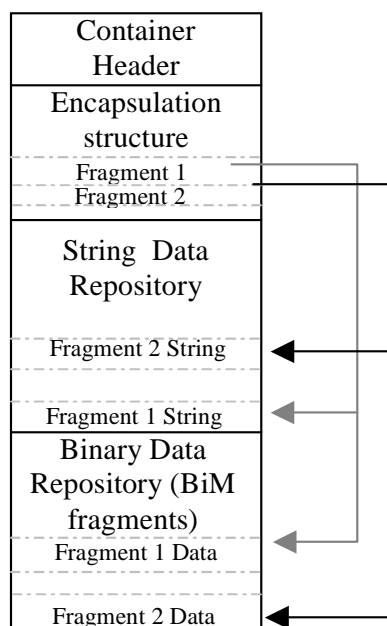 Container
Header
Encapsulation
structure
Fragment 1
Fragment 2
String Data
Repository
Fragment 2 String
Fragment 1 String
Binary Data
Repository (BiM
fragments)
Fragment 1 Data
Fragment 2 Data